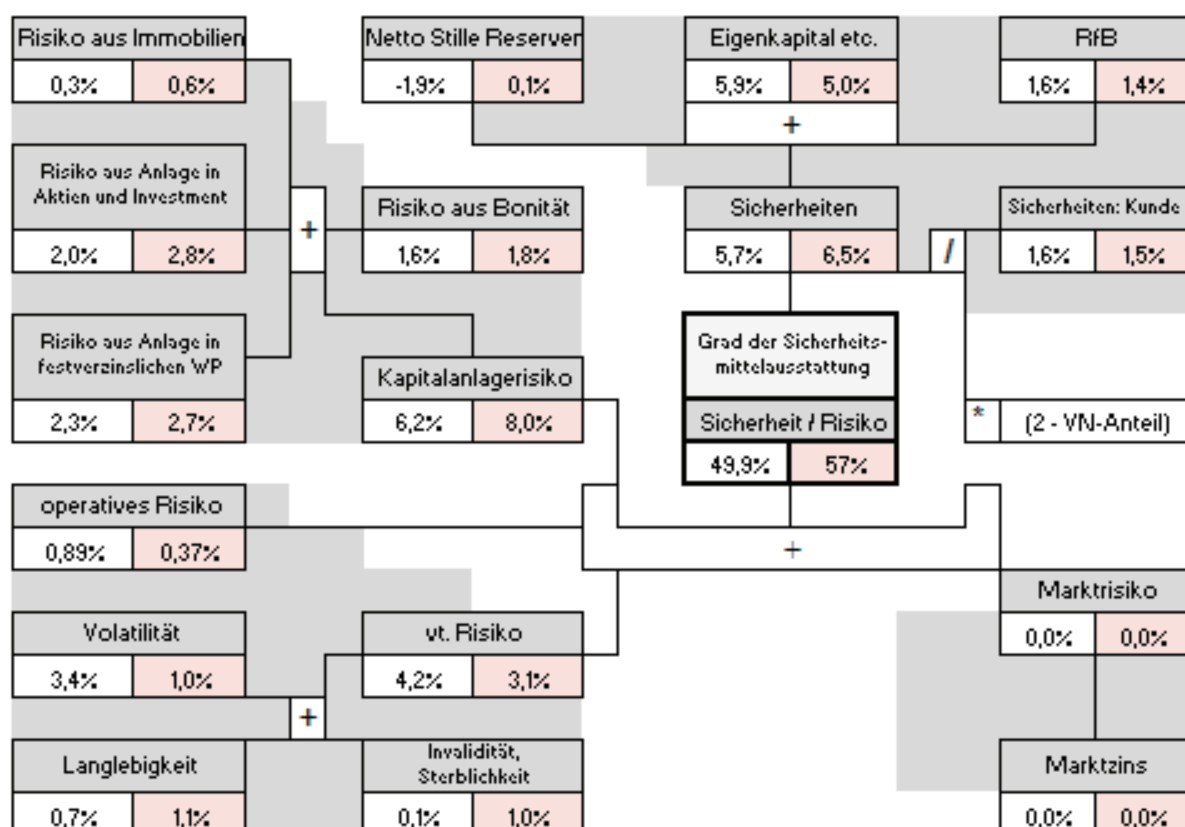 Risiko aus Immobilien
0,3% 0,6%
Netto Stille Reserver
-1,9% 0,1%
Eigenkapital etc.
5,9% 5,0%
RfB
1,6% 1,4%
+
Risiko aus Anlage in
Aktien und Investment
2,0% 2,8%
+
Risiko aus Bonität
1,6% 1,8%
Sicherheiten
5,7% 6,5%
/
Sicherheiten: Kunde
1,6% 1,5%
Risiko aus Anlage in
festverzinslichen WP
2,3% 2,7%
Kapitalanlagerisiko
6,2% 8,0%
Grad der Sicherheits-
mittelausstattung
Sicherheit / Risiko
49,9% 57%
* (2 - VN-Anteil)
operatives Risiko
0,89% 0,37%
+
Marktrisiko
0,0% 0,0%
Volatilität
3,4% 1,0%
vt. Risiko
4,2% 3,1%
+
Langlebigkeit
0,7% 1,1%
Invalidität,
Sterblichkeit
0,1% 1,0%
Marktzins
0,0% 0,0%